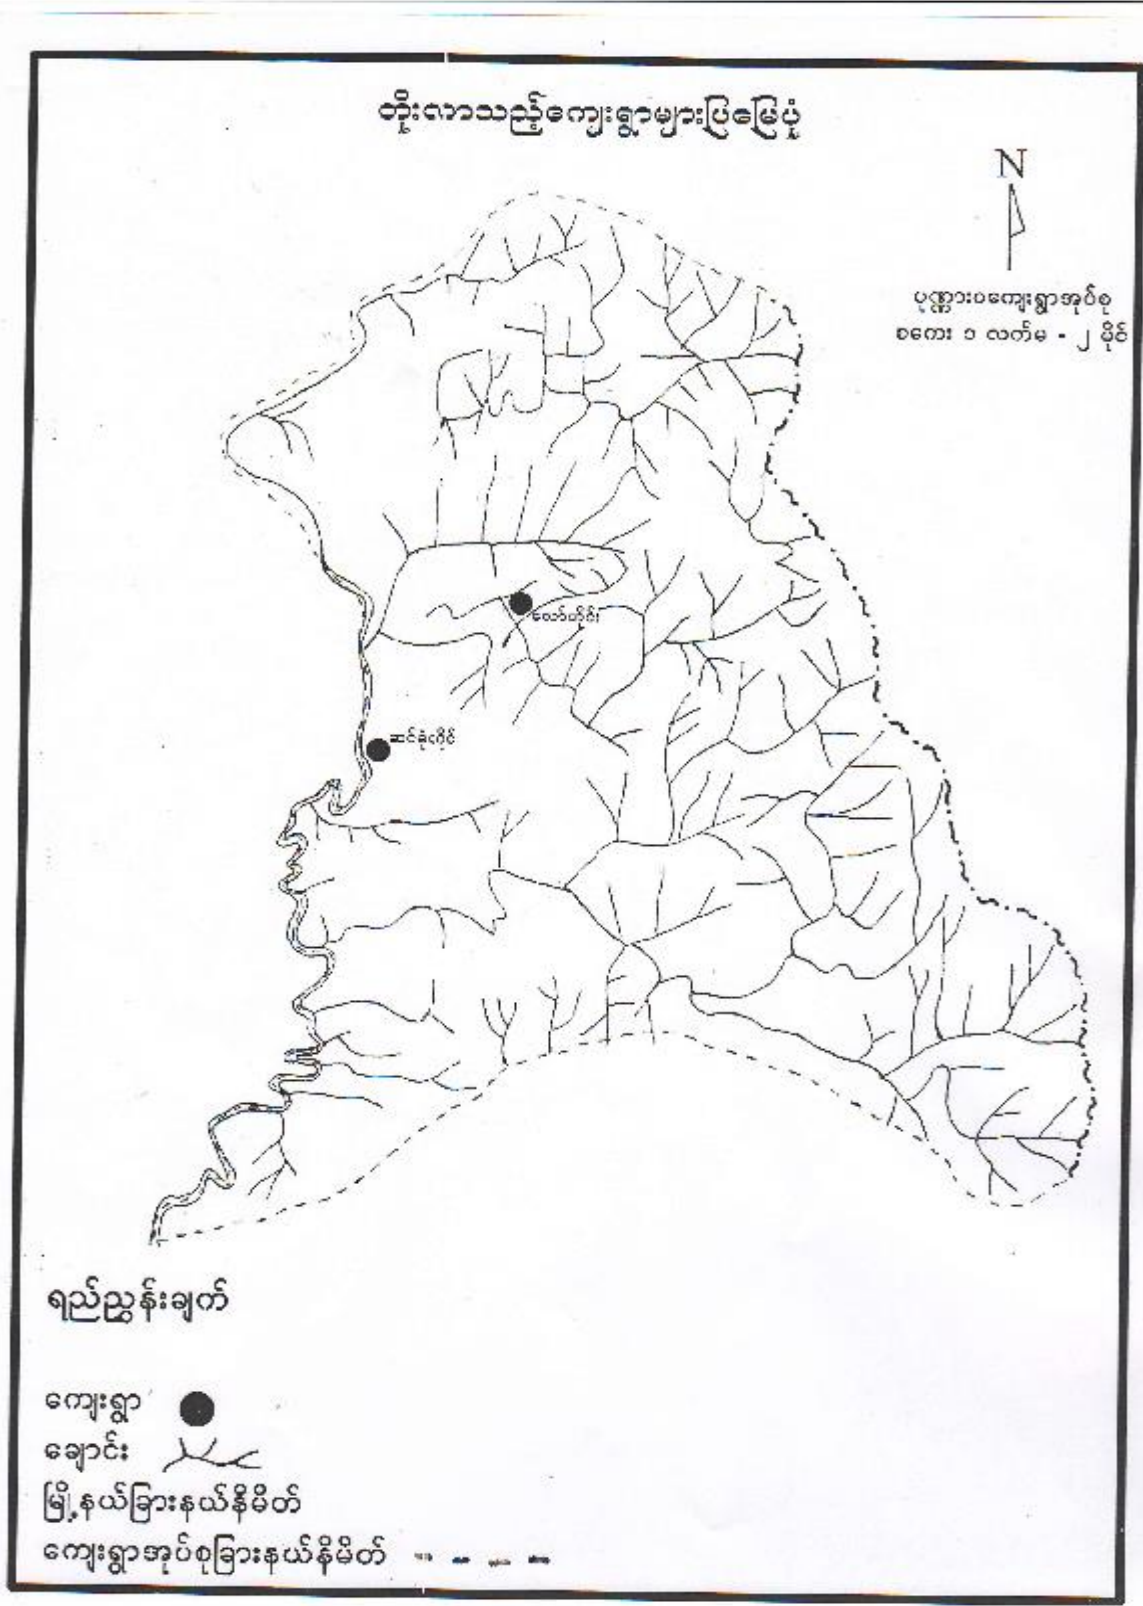 တိုးလာသည့်ကျေးရွာများပြမြေပုံ
N
ပုဏ္ဏားဝကျေးရွာအုပ်စု
စကေး ၁ လက်မ - ၂ မိုင်
ရည်ညွှန်းချက်
ကျေးရွာ
ချောင်း
မြို့နယ်ခြားနယ်နိမိတ်
ကျေးရွာအုပ်စုခြားနယ်နိမိတ်